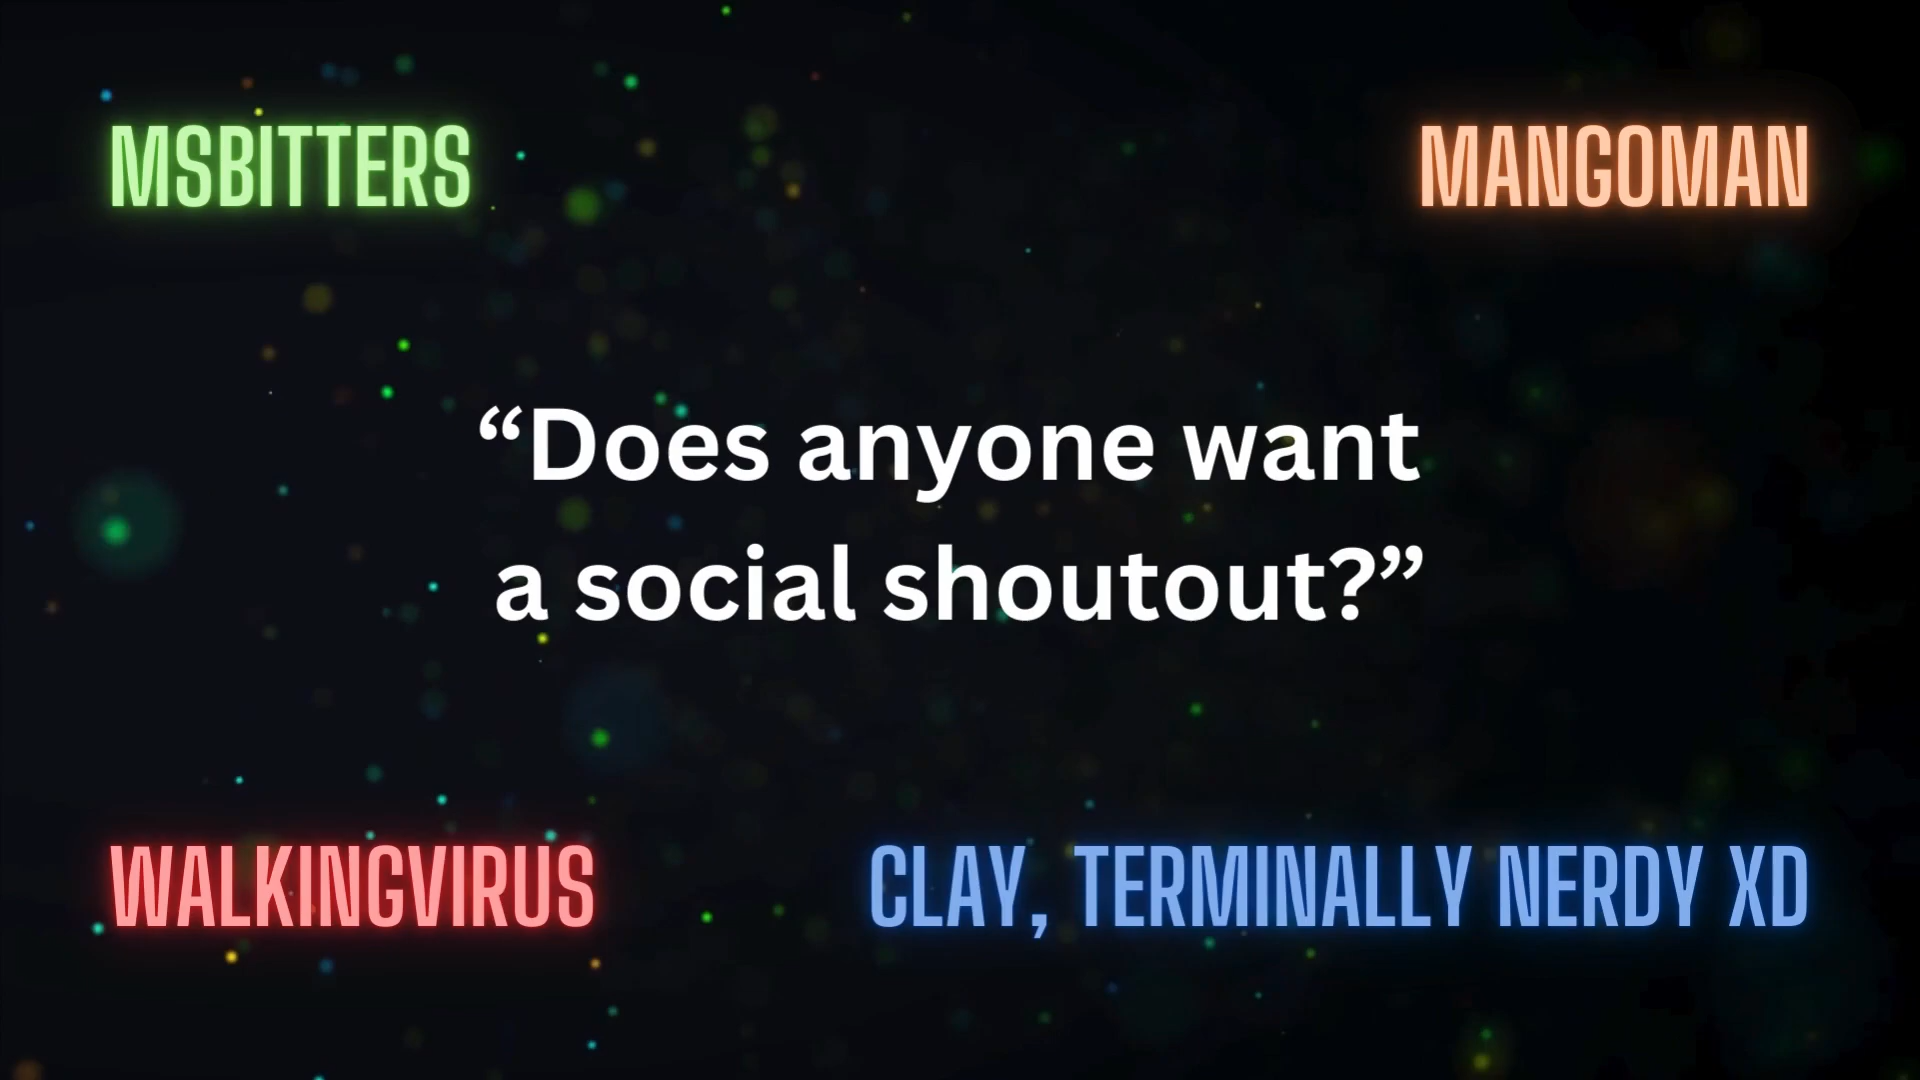 MSBITTERS
MANGOMAN
“Does anyone want
a social shoutout?”
WALKINGVIRUS
CLAY, TERMINALLY NERDY XD